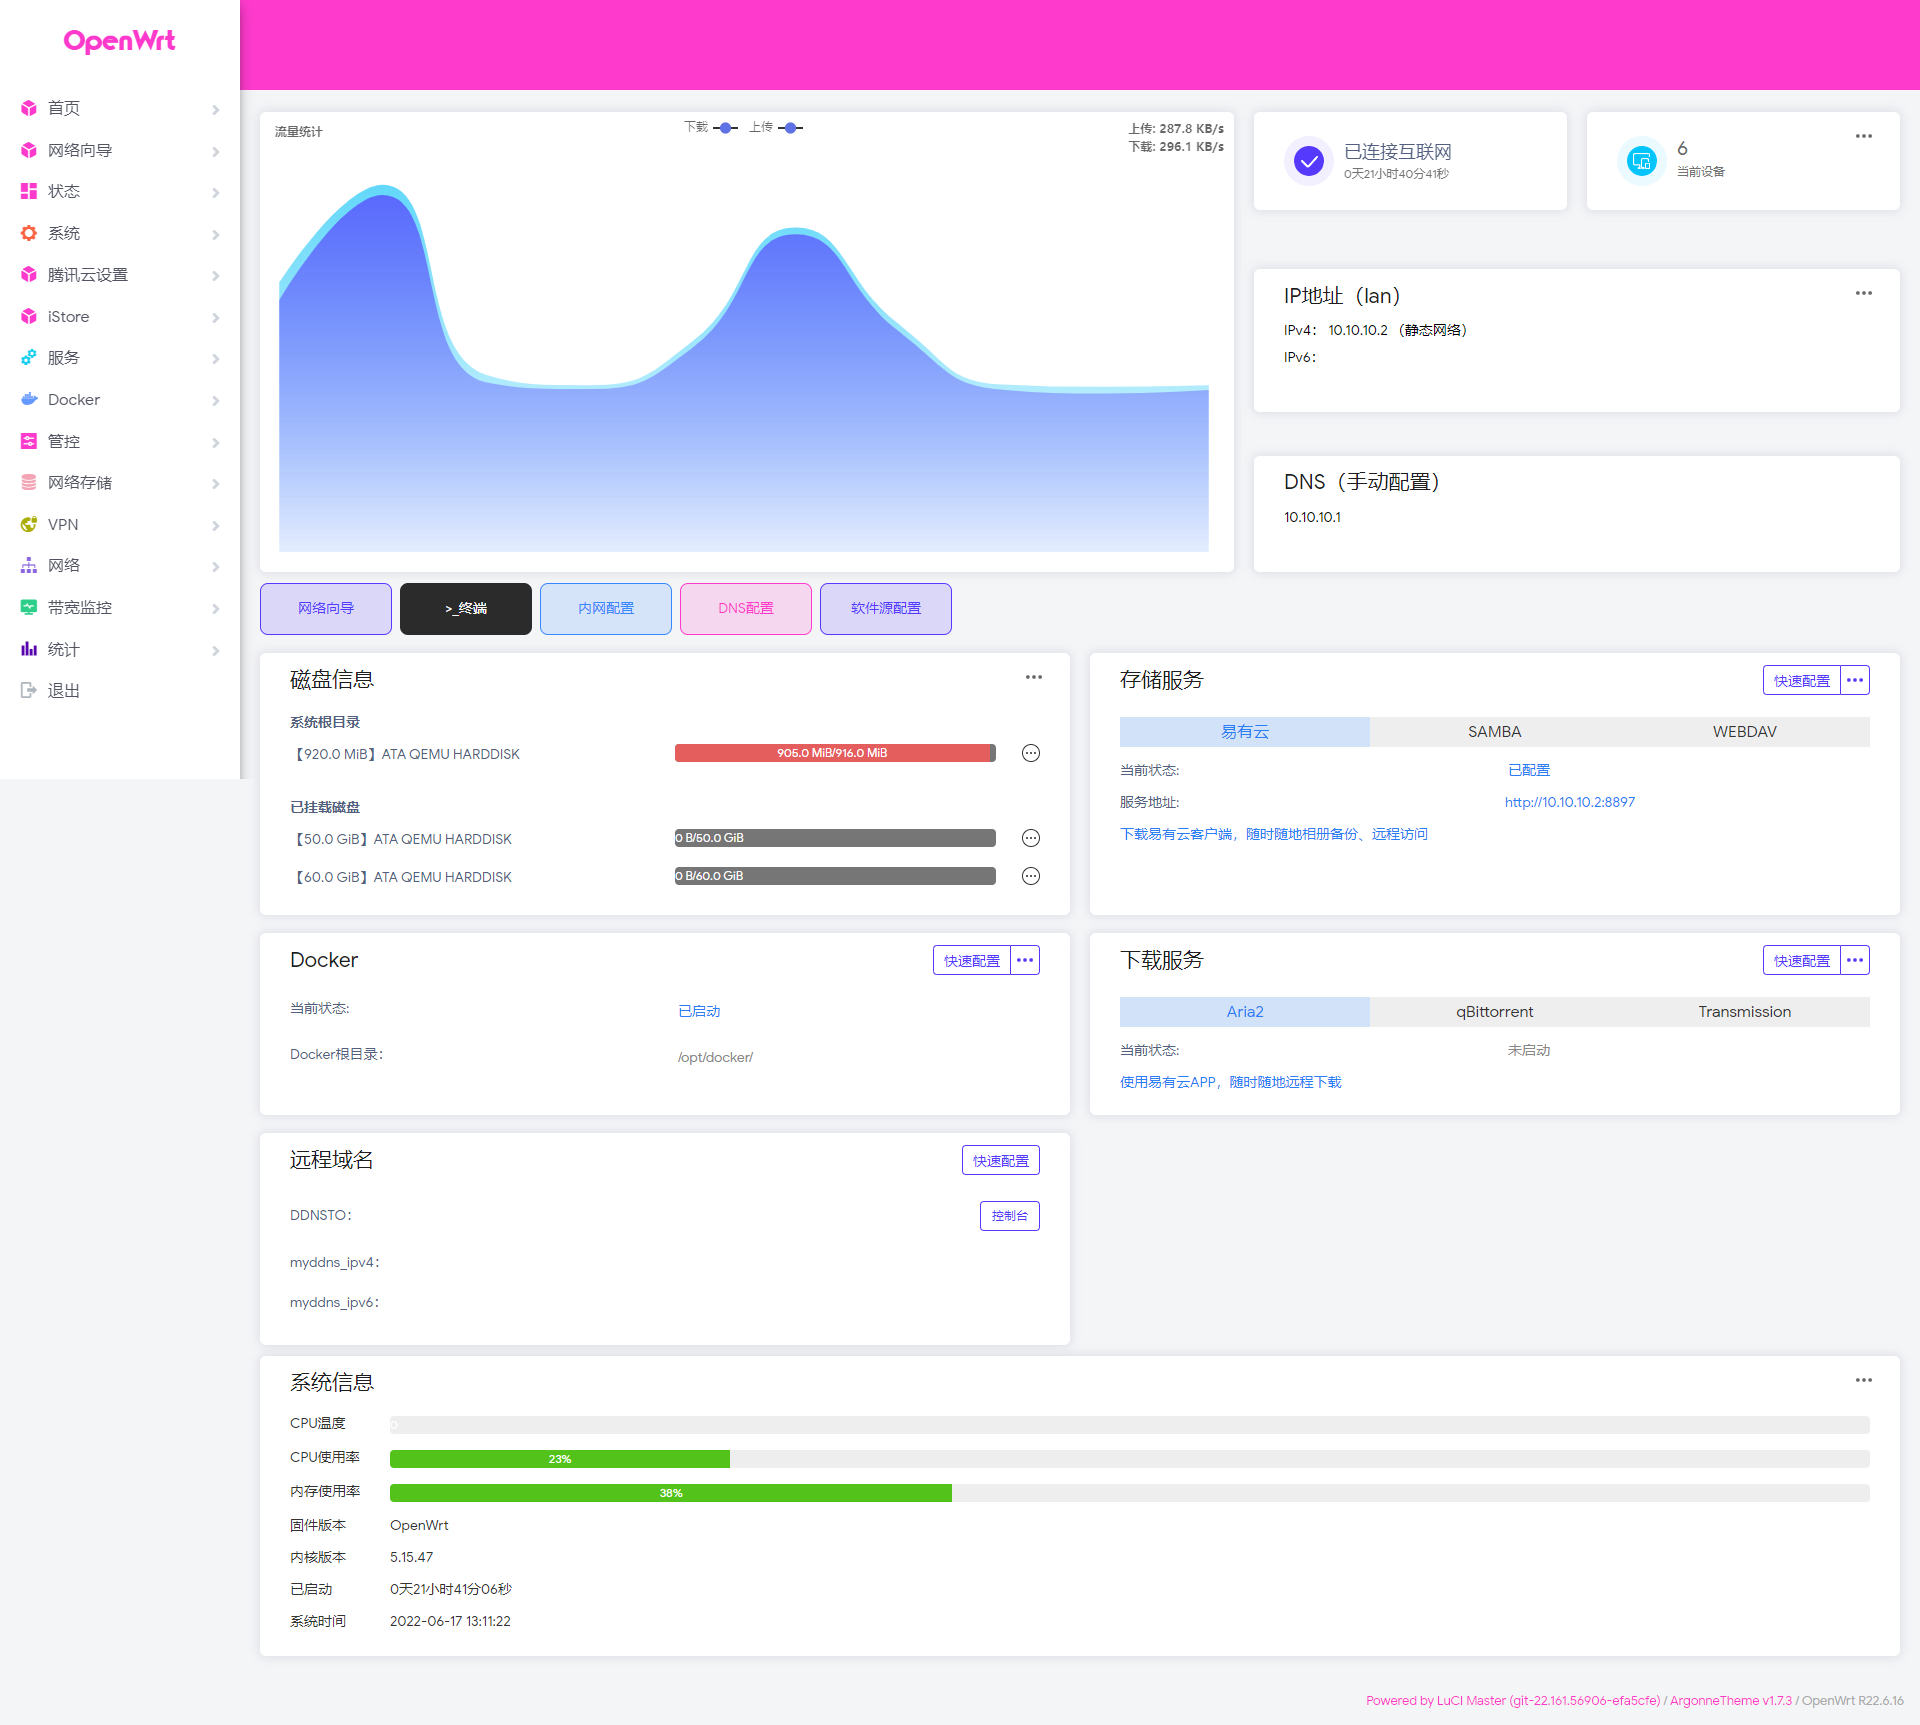 OpenWrt
首页
网络向导
状态
系统
腾讯云设置
iStore
服务
Docker
管控
网络存储
VPN
网络
带宽监控
统计
退出
流量统计
下载
上传
上传: 287.8 KB/s
下载: 296.1 KB/s
已连接互联网
0天21小时40分41秒
6
当前设备
IP地址（lan）
IPv4： 10.10.10.2 （静态网络）
IPv6：
DNS（手动配置）
10.10.10.1
网络向导
>_终端
内网配置
DNS配置
软件源配置
磁盘信息
系统根目录
【920.0 MiB】ATA QEMU HARDDISK
905.0 MiB/916.0 MiB
已挂载磁盘
【50.0 GiB】ATA QEMU HARDDISK
0 B/50.0 GiB
【60.0 GiB】ATA QEMU HARDDISK
0 B/60.0 GiB
存储服务
快速配置
易有云 SAMBA WEBDAV
当前状态: 已配置
服务地址: http://10.10.10.2:8897
下载易有云客户端，随时随地相册备份、远程访问
Docker
快速配置
当前状态: 已启动
Docker根目录： /opt/docker/
下载服务
快速配置
Aria2 qBittorrent Transmission
当前状态: 未启动
使用易有云APP，随时随地远程下载
远程域名
快速配置
DDNSTO：
控制台
myddns_ipv4：
myddns_ipv6：
系统信息
CPU温度 0
CPU使用率 23%
内存使用率 38%
固件版本 OpenWrt
内核版本 5.15.47
已启动 0天21小时41分06秒
系统时间 2022-06-17 13:11:22
Powered by LuCI Master (git-22.161.56906-efa5cfe) / ArgonneTheme v1.7.3 / OpenWrt R22.6.16